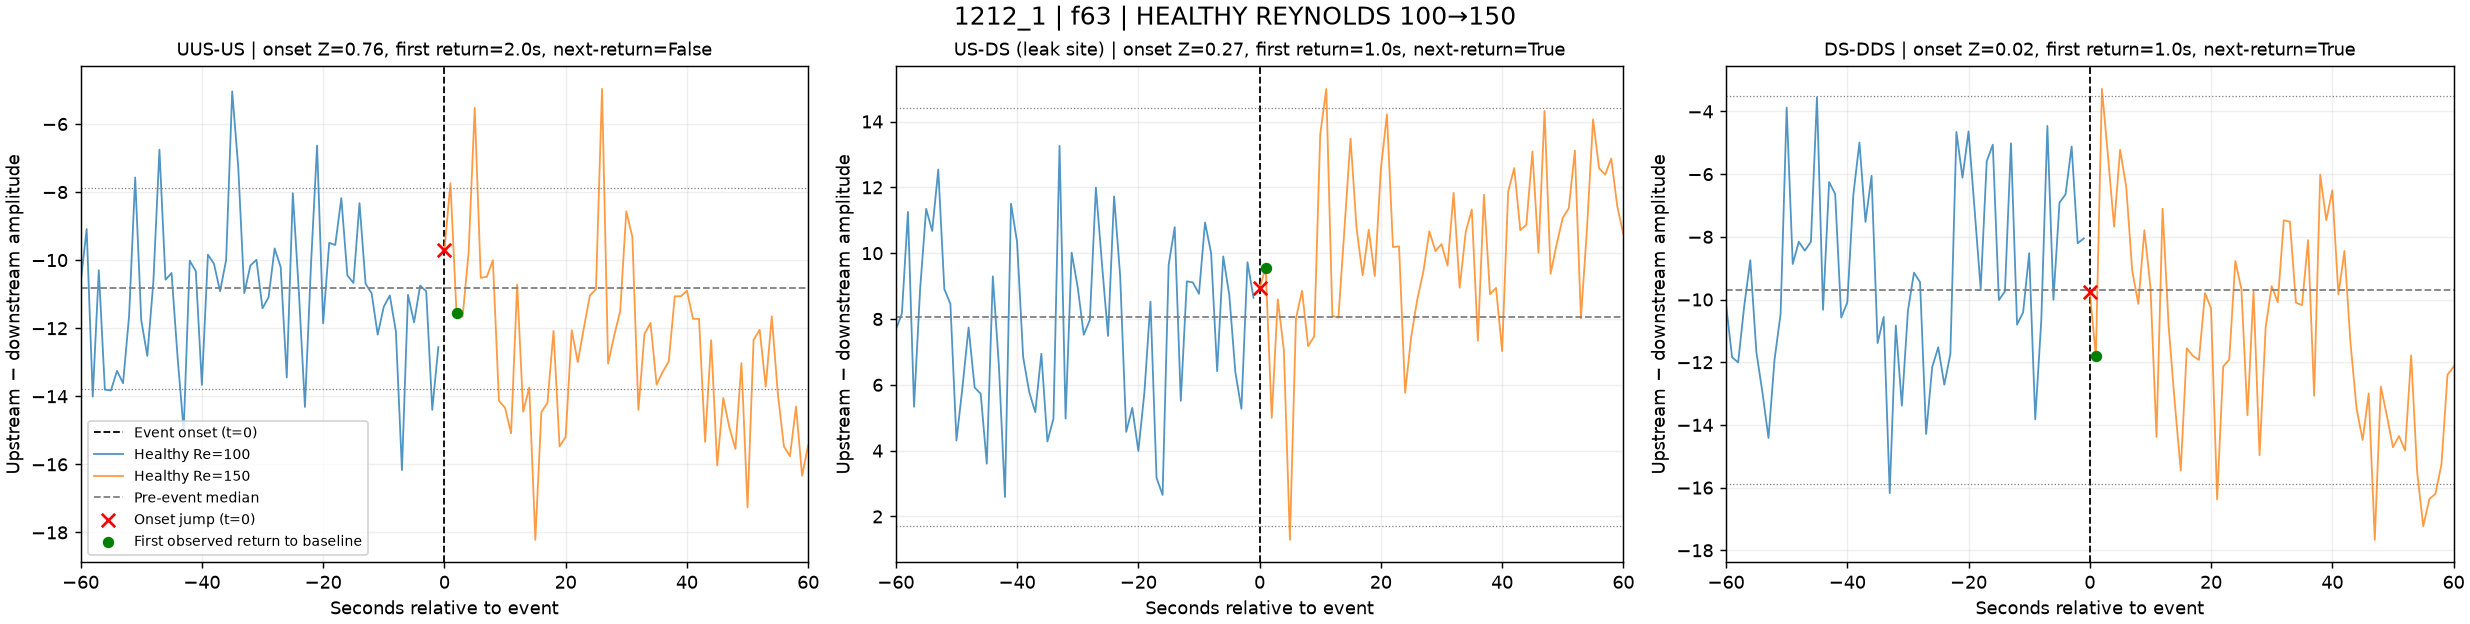 1212_1 | f63 | HEALTHY REYNOLDS 100→150
UUS-US | onset Z=0.76, first return=2.0s, next-return=False
Upstream − downstream amplitude
−6
−8
−10
−12
−14
−16
−18
Event onset (t=0)
Healthy Re=100
Healthy Re=150
Pre-event median
Onset jump (t=0)
First observed return to baseline
−60
−40
−20
0
20
40
60
Seconds relative to event
US-DS (leak site) | onset Z=0.27, first return=1.0s, next-return=True
Upstream − downstream amplitude
14
12
10
8
6
4
2
−60
−40
−20
0
20
40
60
Seconds relative to event
DS-DDS | onset Z=0.02, first return=1.0s, next-return=True
Upstream − downstream amplitude
−4
−6
−8
−10
−12
−14
−16
−18
−60
−40
−20
0
20
40
60
Seconds relative to event